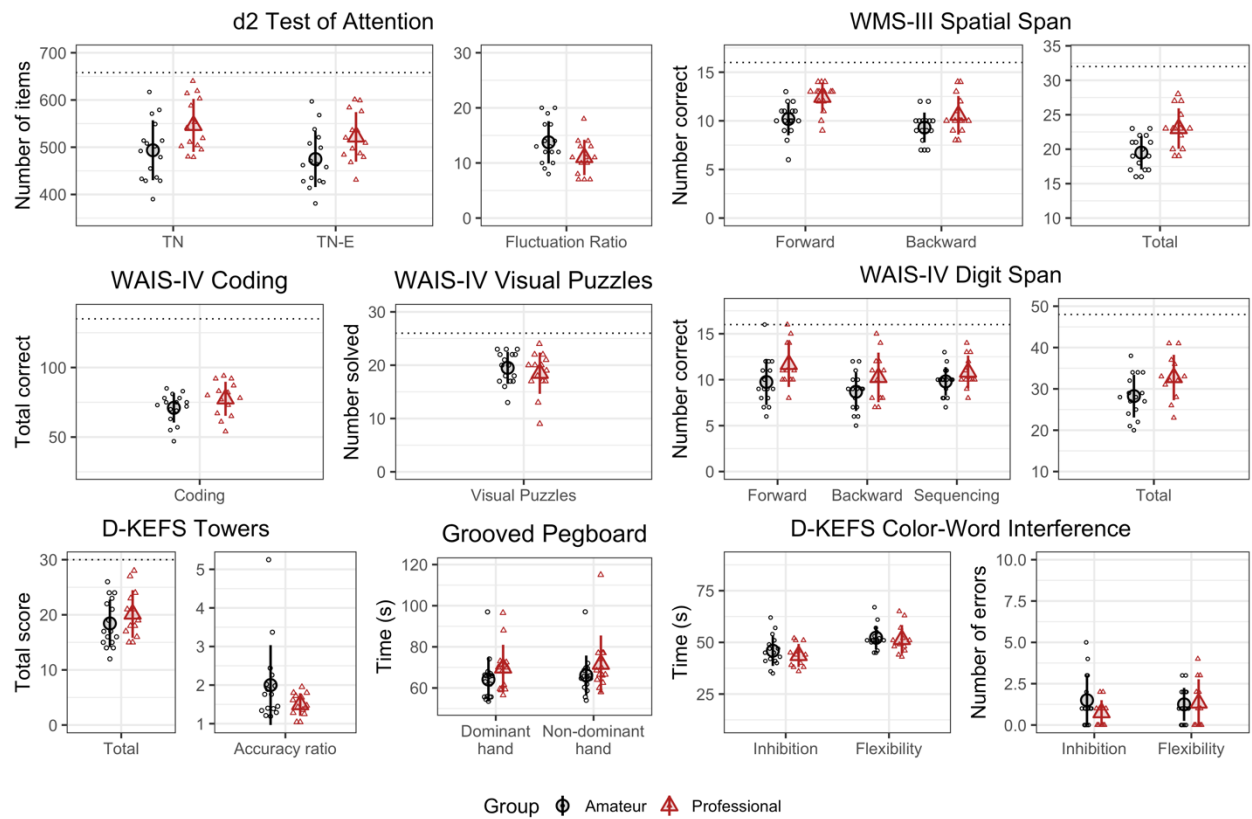 d2 Test of Attention
WMS-III Spatial Span
Number of items
700
600
500
400
TN
TN-E
30
20
10
0
Fluctuation Ratio
Number correct
15
10
5
0
Forward
Backward
35
30
25
20
15
10
Total
WAIS-IV Coding
WAIS-IV Visual Puzzles
WAIS-IV Digit Span
Total correct
100
50
Coding
Number solved
30
20
10
0
Visual Puzzles
Number correct
15
10
5
0
Forward
Backward
Sequencing
50
40
30
20
10
Total
D-KEFS Towers
Grooved Pegboard
D-KEFS Color-Word Interference
Total score
30
20
10
0
Total
5
4
3
2
1
Accuracy ratio
Time (s)
120
100
80
60
Dominant
hand
Non-dominant
hand
Time (s)
75
50
25
Inhibition
Flexibility
Number of errors
10.0
7.5
5.0
2.5
0.0
Inhibition
Flexibility
Group
Amateur
Professional